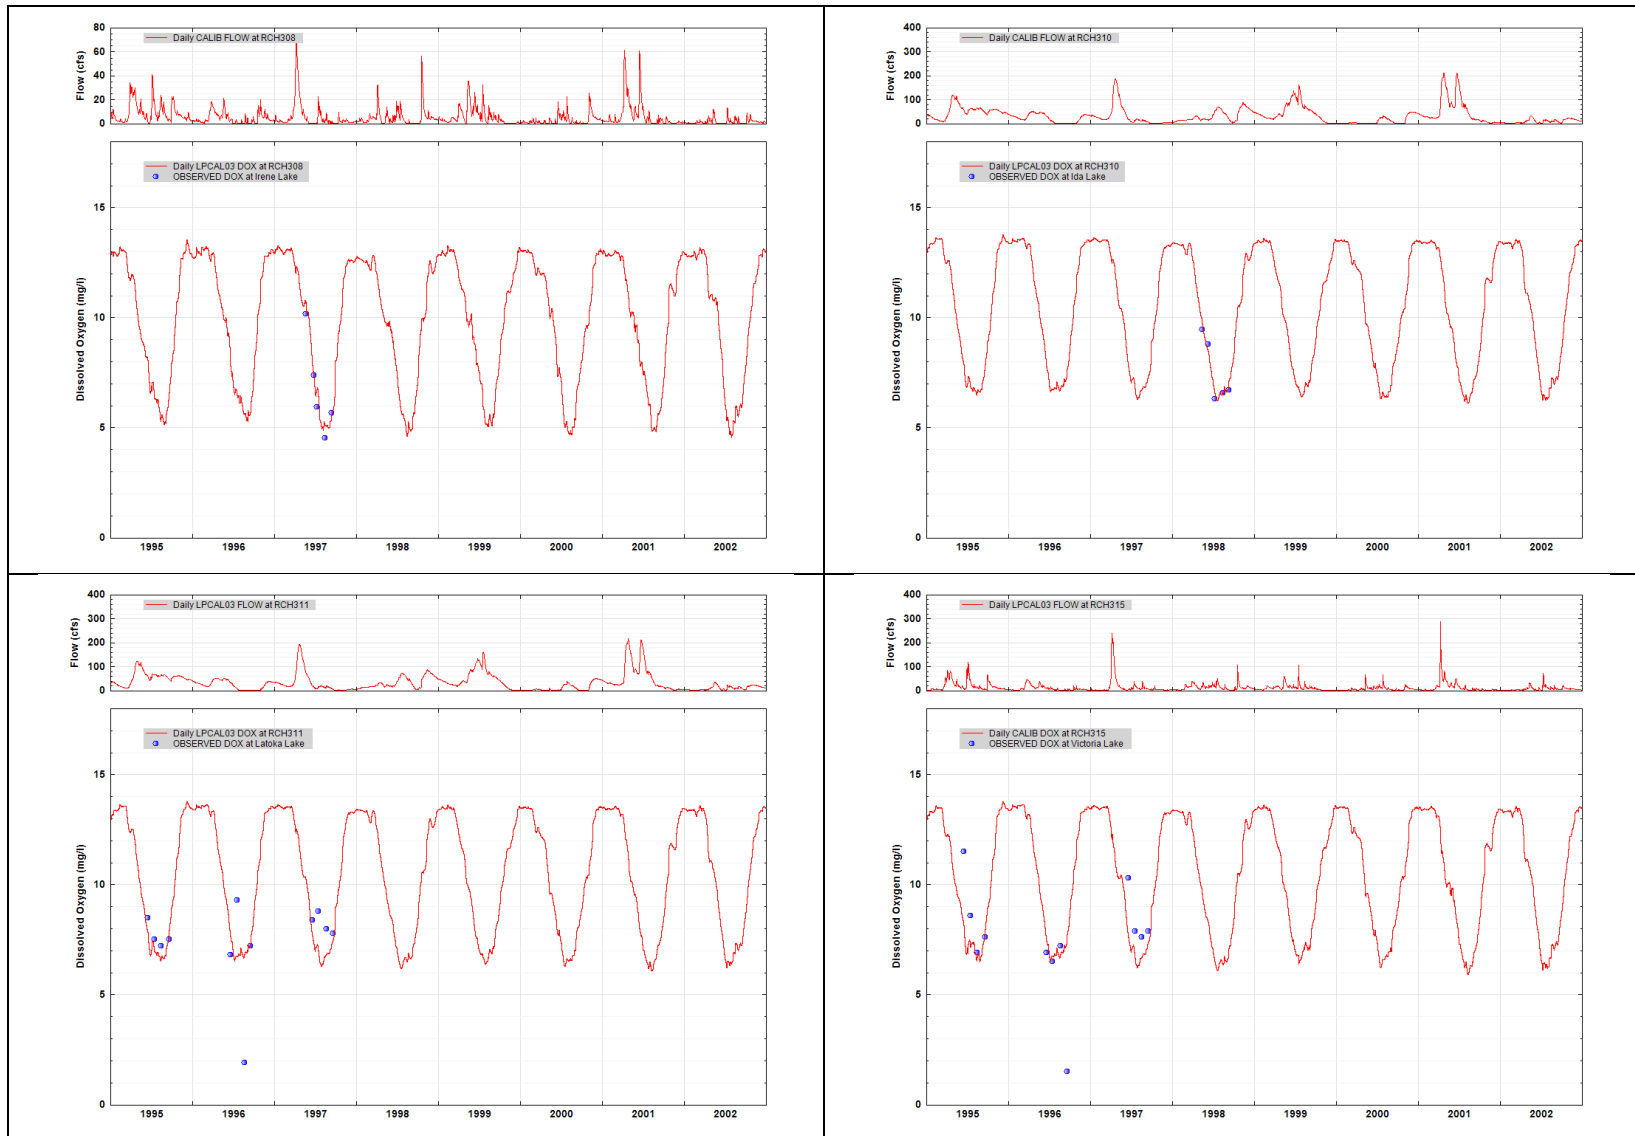 80
60
40
20
0
Flow (cfs)
Daily CALIB FLOW at RCH308
15
10
5
0
Dissolved Oxygen (mg/l)
Daily LPCAL03 DOX at RCH308
OBSERVED DOX at Irene Lake
1995 1996 1997 1998 1999 2000 2001 2002
400
300
200
100
0
Flow (cfs)
Daily CALIB FLOW at RCH310
15
10
5
0
Dissolved Oxygen (mg/l)
Daily LPCAL03 DOX at RCH310
OBSERVED DOX at Ida Lake
1995 1996 1997 1998 1999 2000 2001 2002
400
300
200
100
0
Flow (cfs)
Daily LPCAL03 FLOW at RCH311
15
10
5
0
Dissolved Oxygen (mg/l)
Daily LPCAL03 DOX at RCH311
OBSERVED DOX at Latoka Lake
1995 1996 1997 1998 1999 2000 2001 2002
400
300
200
100
0
Flow (cfs)
Daily LPCAL03 FLOW at RCH315
15
10
5
0
Dissolved Oxygen (mg/l)
Daily CALIB DOX at RCH315
OBSERVED DOX at Victoria Lake
1995 1996 1997 1998 1999 2000 2001 2002